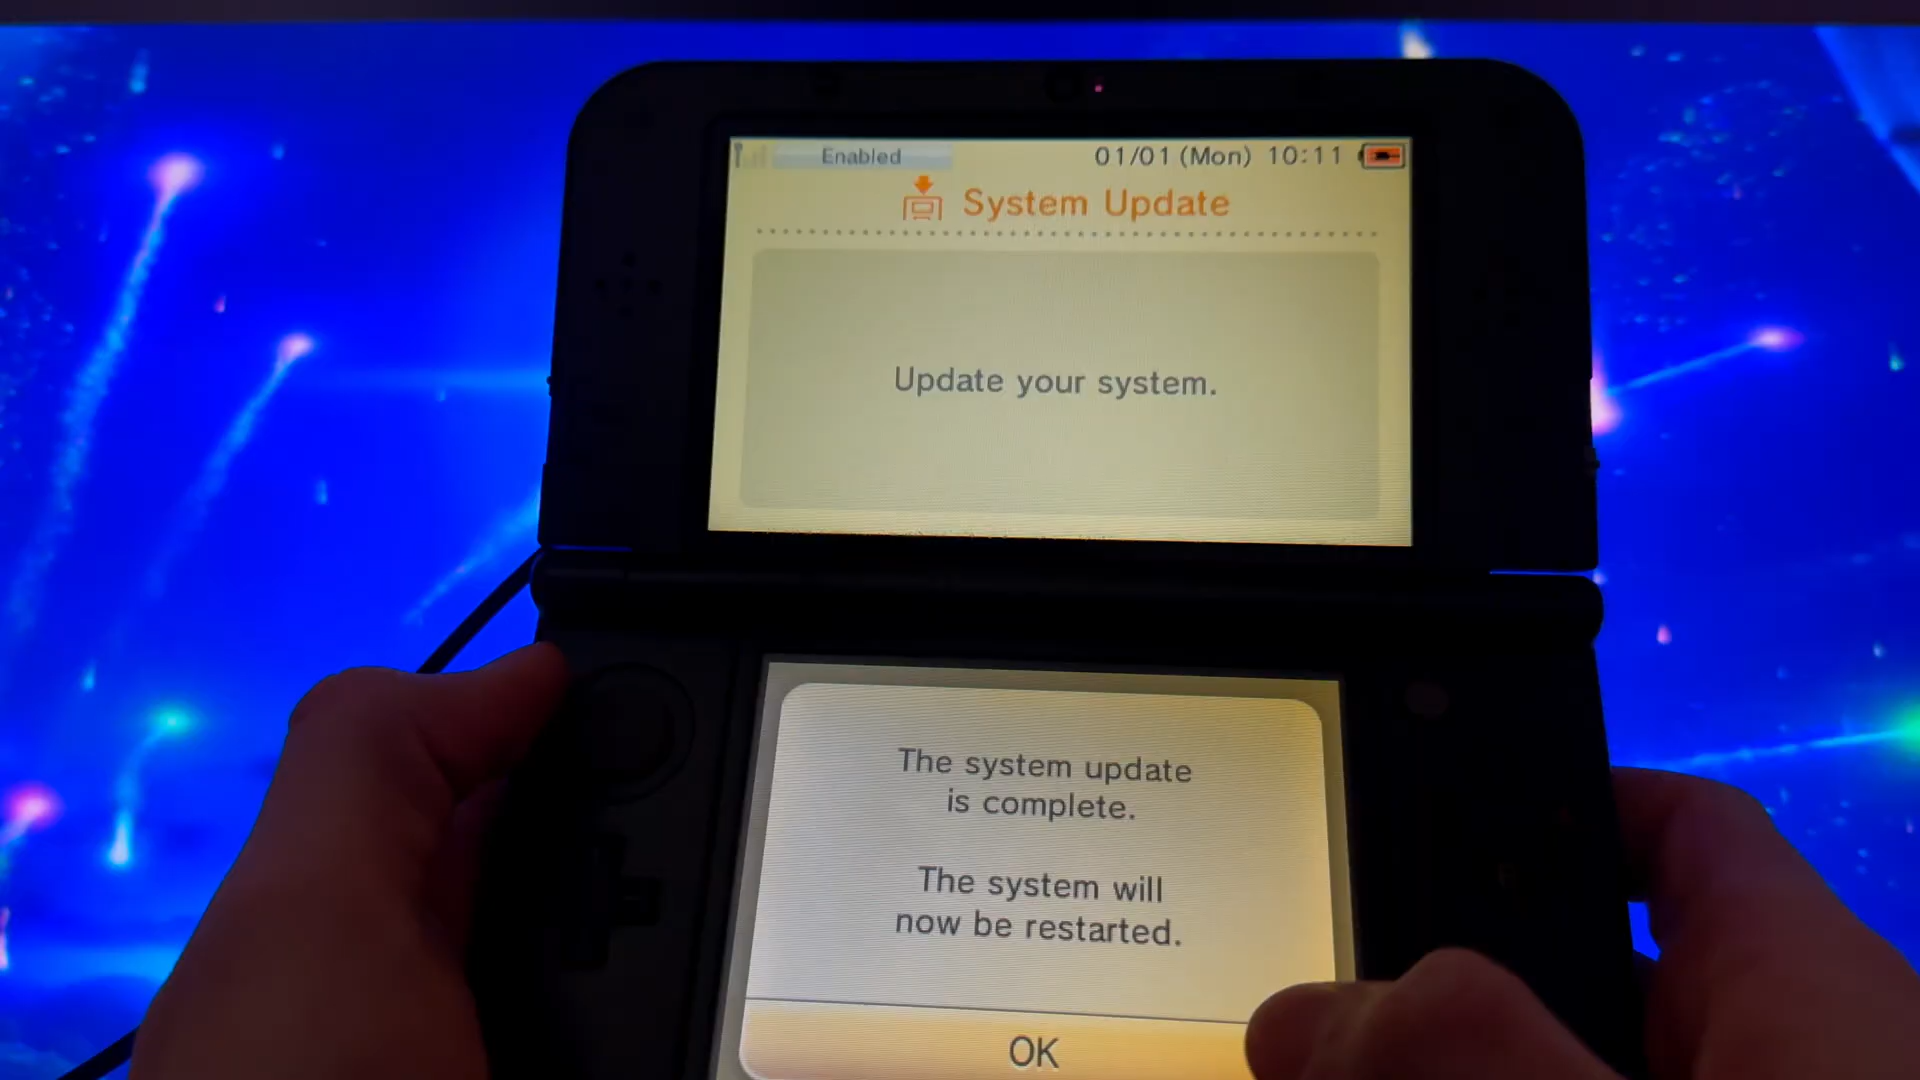 Enabled 01/01 (Mon) 10:11
System Update
Update your system.
The system update
is complete.
The system will
now be restarted.
OK